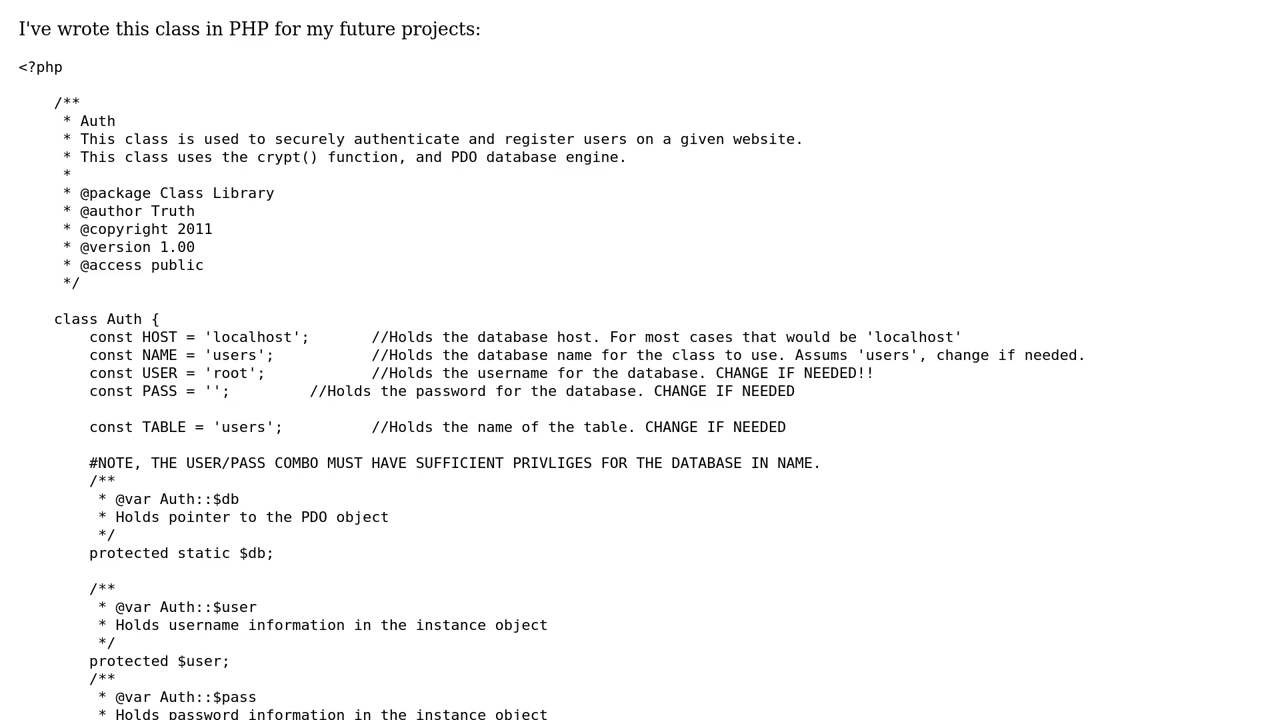 I've wrote this class in PHP for my future projects:
<?php
/**
* Auth
* This class is used to securely authenticate and register users on a given website.
* This class uses the crypt() function, and PDO database engine.
*
* @package Class Library
* @author Truth
* @copyright 2011
* @version 1.00
* @access public
*/
class Auth {
const HOST = 'localhost';       //Holds the database host. For most cases that would be 'localhost'
const NAME = 'users';           //Holds the database name for the class to use. Assums 'users', change if needed.
const USER = 'root';            //Holds the username for the database. CHANGE IF NEEDED!!
const PASS = '';         //Holds the password for the database. CHANGE IF NEEDED
const TABLE = 'users';          //Holds the name of the table. CHANGE IF NEEDED
#NOTE, THE USER/PASS COMBO MUST HAVE SUFFICIENT PRIVLIGES FOR THE DATABASE IN NAME.
/**
* @var Auth::$db
* Holds pointer to the PDO object
*/
protected static $db;
/**
* @var Auth::$user
* Holds username information in the instance object
*/
protected $user;
/**
* @var Auth::$pass
* Holds password information in the instance object